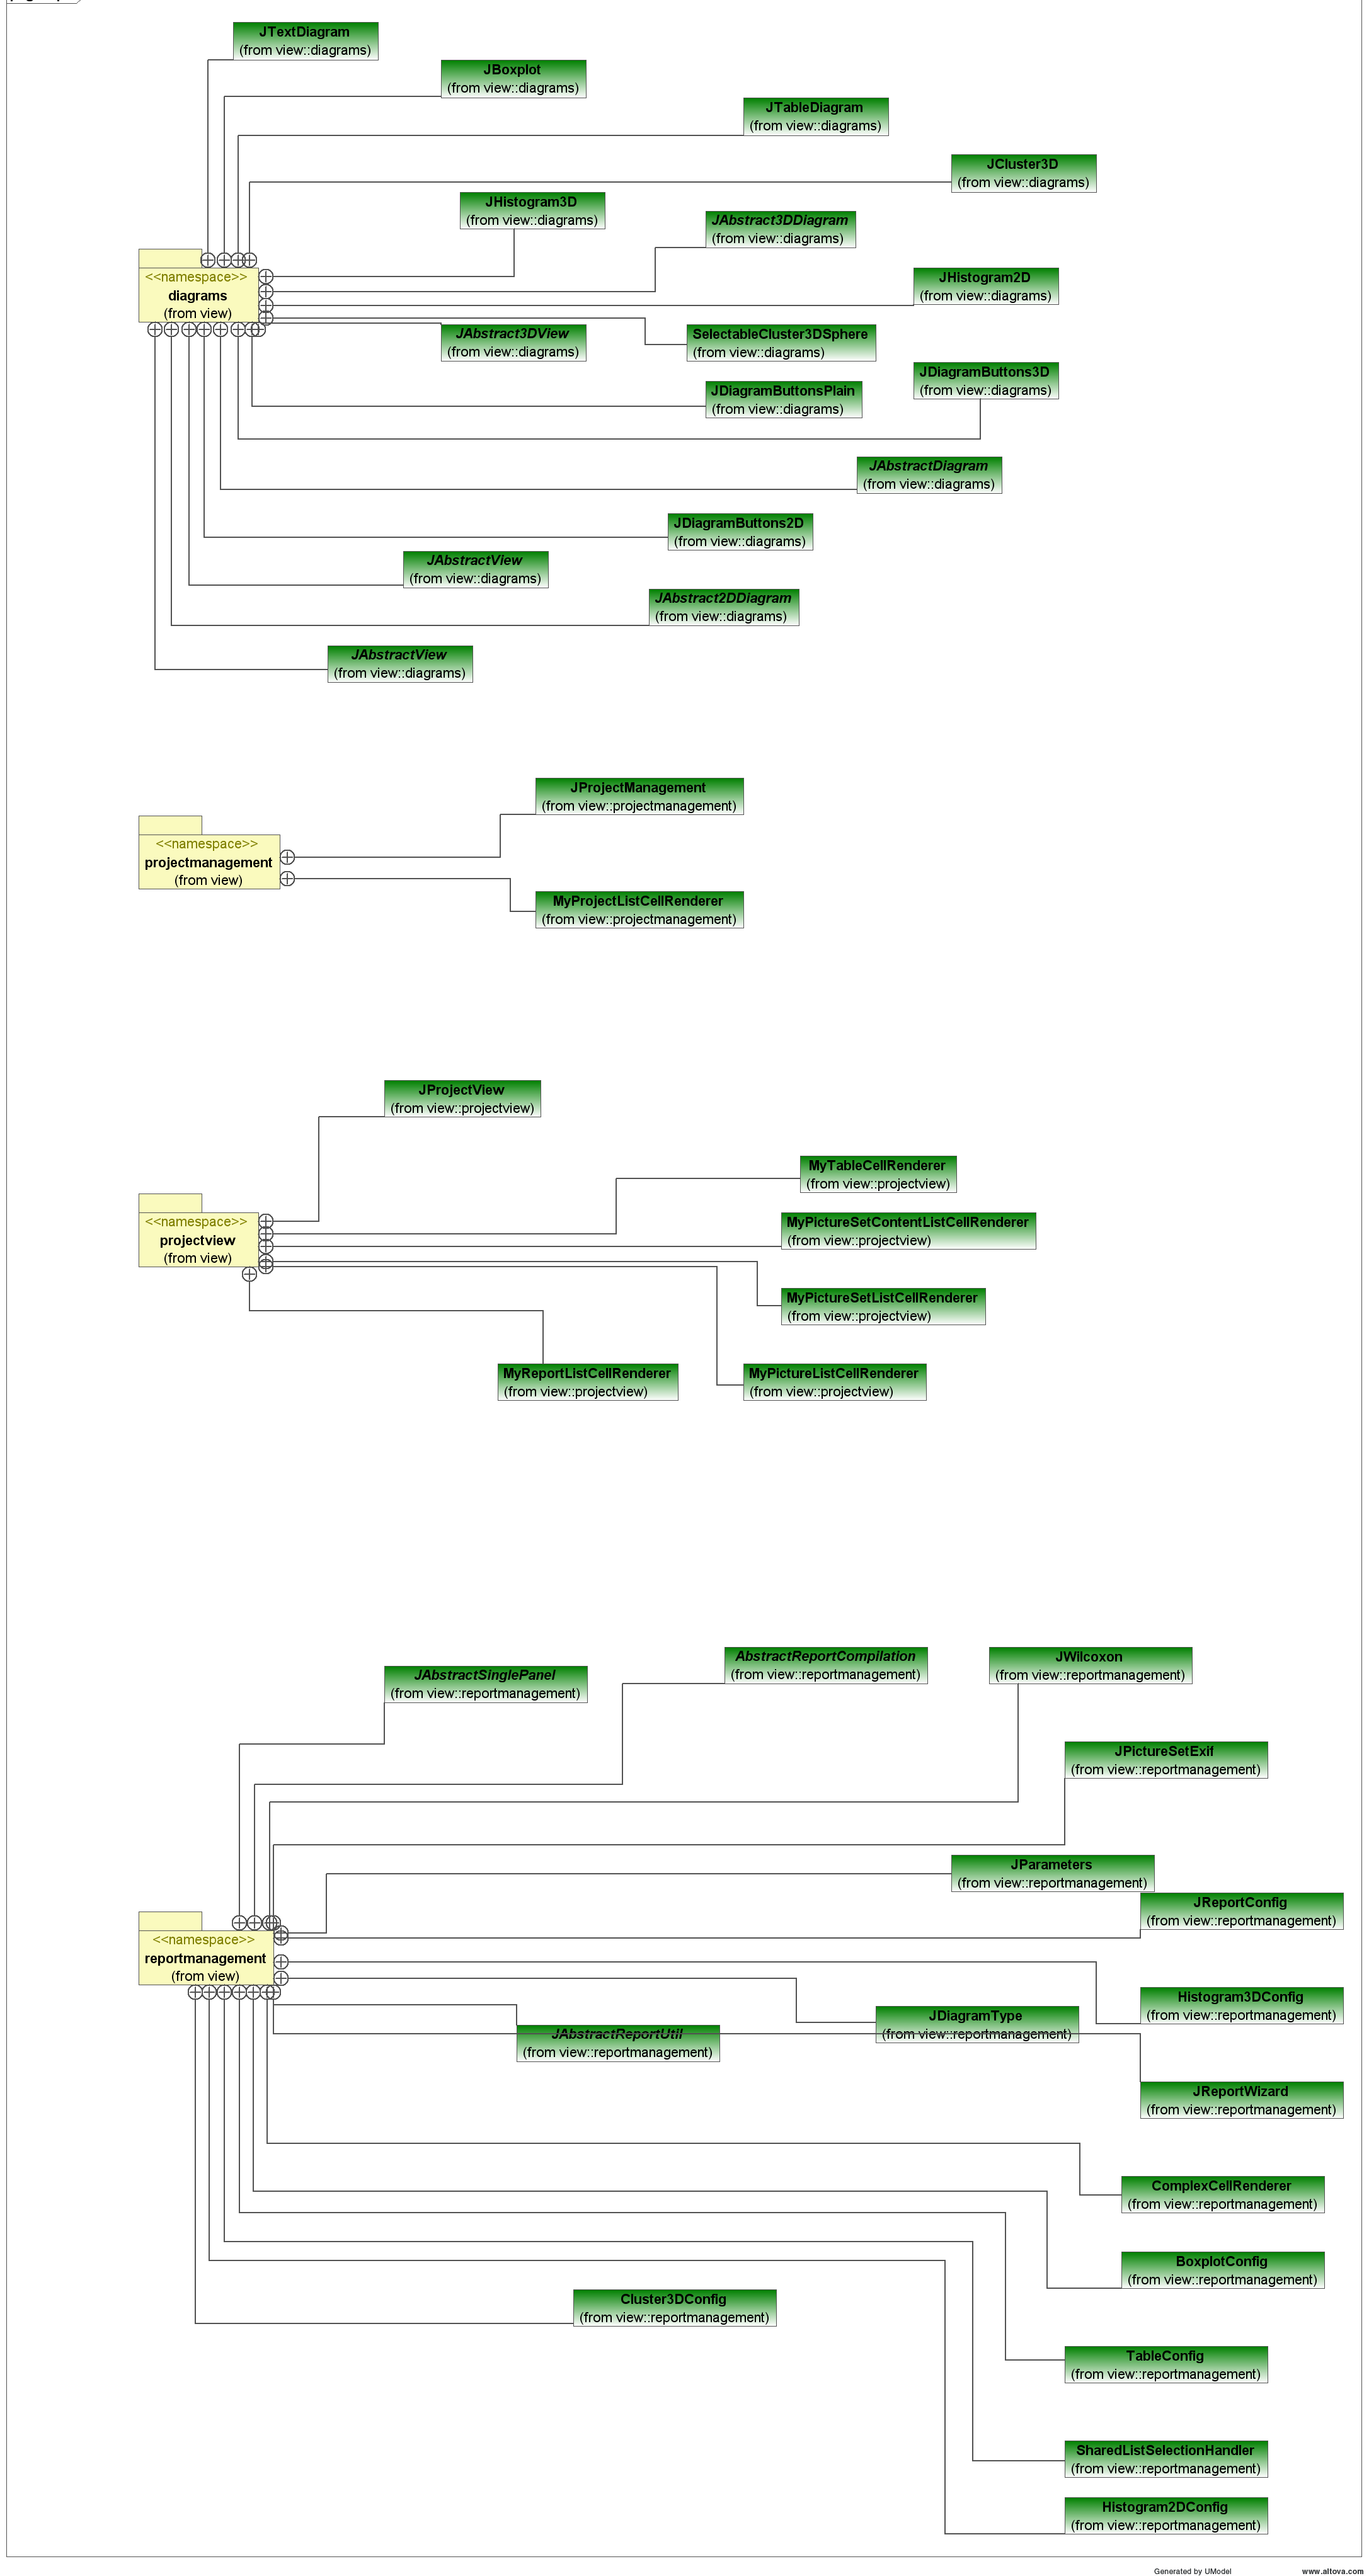 JTextDiagram
(from view::diagrams)
JBoxplot
(from view::diagrams)
JTableDiagram
(from view::diagrams)
JCluster3D
(from view::diagrams)
JHistogram3D
(from view::diagrams)
JAbstract3DDiagram
(from view::diagrams)
<<namespace>>
diagrams
(from view)
JHistogram2D
(from view::diagrams)
JAbstract3DView
(from view::diagrams)
SelectableCluster3DSphere
(from view::diagrams)
JDiagramButtons3D
(from view::diagrams)
JDiagramButtonsPlain
(from view::diagrams)
JAbstractDiagram
(from view::diagrams)
JDiagramButtons2D
(from view::diagrams)
JAbstractView
(from view::diagrams)
JAbstract2DDiagram
(from view::diagrams)
JAbstractView
(from view::diagrams)
JProjectManagement
(from view::projectmanagement)
<<namespace>>
projectmanagement
(from view)
MyProjectListCellRenderer
(from view::projectmanagement)
JProjectView
(from view::projectview)
MyTableCellRenderer
(from view::projectview)
<<namespace>>
projectview
(from view)
MyPictureSetContentListCellRenderer
(from view::projectview)
MyPictureSetListCellRenderer
(from view::projectview)
MyReportListCellRenderer
(from view::projectview)
MyPictureListCellRenderer
(from view::projectview)
JAbstractSinglePanel
(from view::reportmanagement)
AbstractReportCompilation
(from view::reportmanagement)
JWilcoxon
(from view::reportmanagement)
JPictureSetExif
(from view::reportmanagement)
JParameters
(from view::reportmanagement)
JReportConfig
(from view::reportmanagement)
<<namespace>>
reportmanagement
(from view)
Histogram3DConfig
(from view::reportmanagement)
JDiagramType
(from view::reportmanagement)
JAbstractReportUtil
(from view::reportmanagement)
JReportWizard
(from view::reportmanagement)
ComplexCellRenderer
(from view::reportmanagement)
BoxplotConfig
(from view::reportmanagement)
Cluster3DConfig
(from view::reportmanagement)
TableConfig
(from view::reportmanagement)
SharedListSelectionHandler
(from view::reportmanagement)
Histogram2DConfig
(from view::reportmanagement)
Generated by UModel www.altova.com